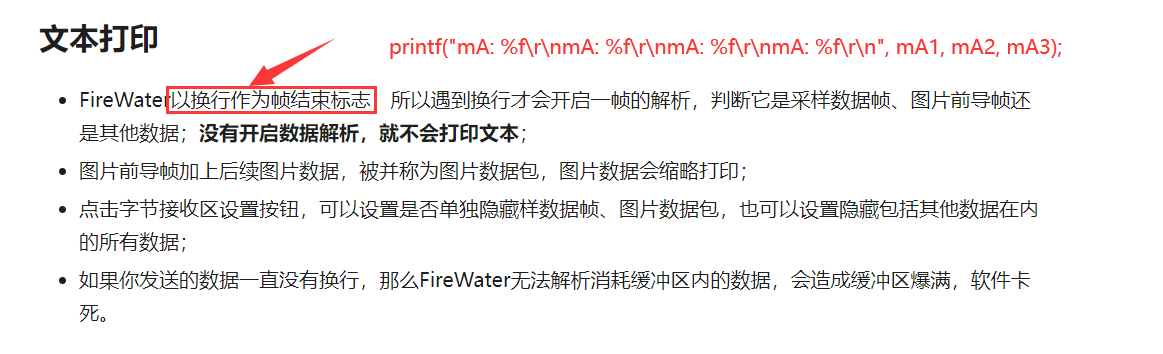 文本打印
printf("mA: %f\r\nmA: %f\r\nmA: %f\r\nmA: %f\r\n", mA1, mA2, mA3);
FireWater以换行作为帧结束标志 所以遇到换行才会开启一帧的解析，判断它是采样数据帧、图片前导帧还
是其他数据；没有开启数据解析，就不会打印文本；
图片前导帧加上后续图片数据，被并称为图片数据包，图片数据会缩略打印；
点击字节接收区设置按钮，可以设置是否单独隐藏样数据帧、图片数据包，也可以设置隐藏包括其他数据在内
的所有数据；
如果你发送的数据一直没有换行，那么FireWater无法解析消耗缓冲区内的数据，会造成缓冲区爆满，软件卡
死。